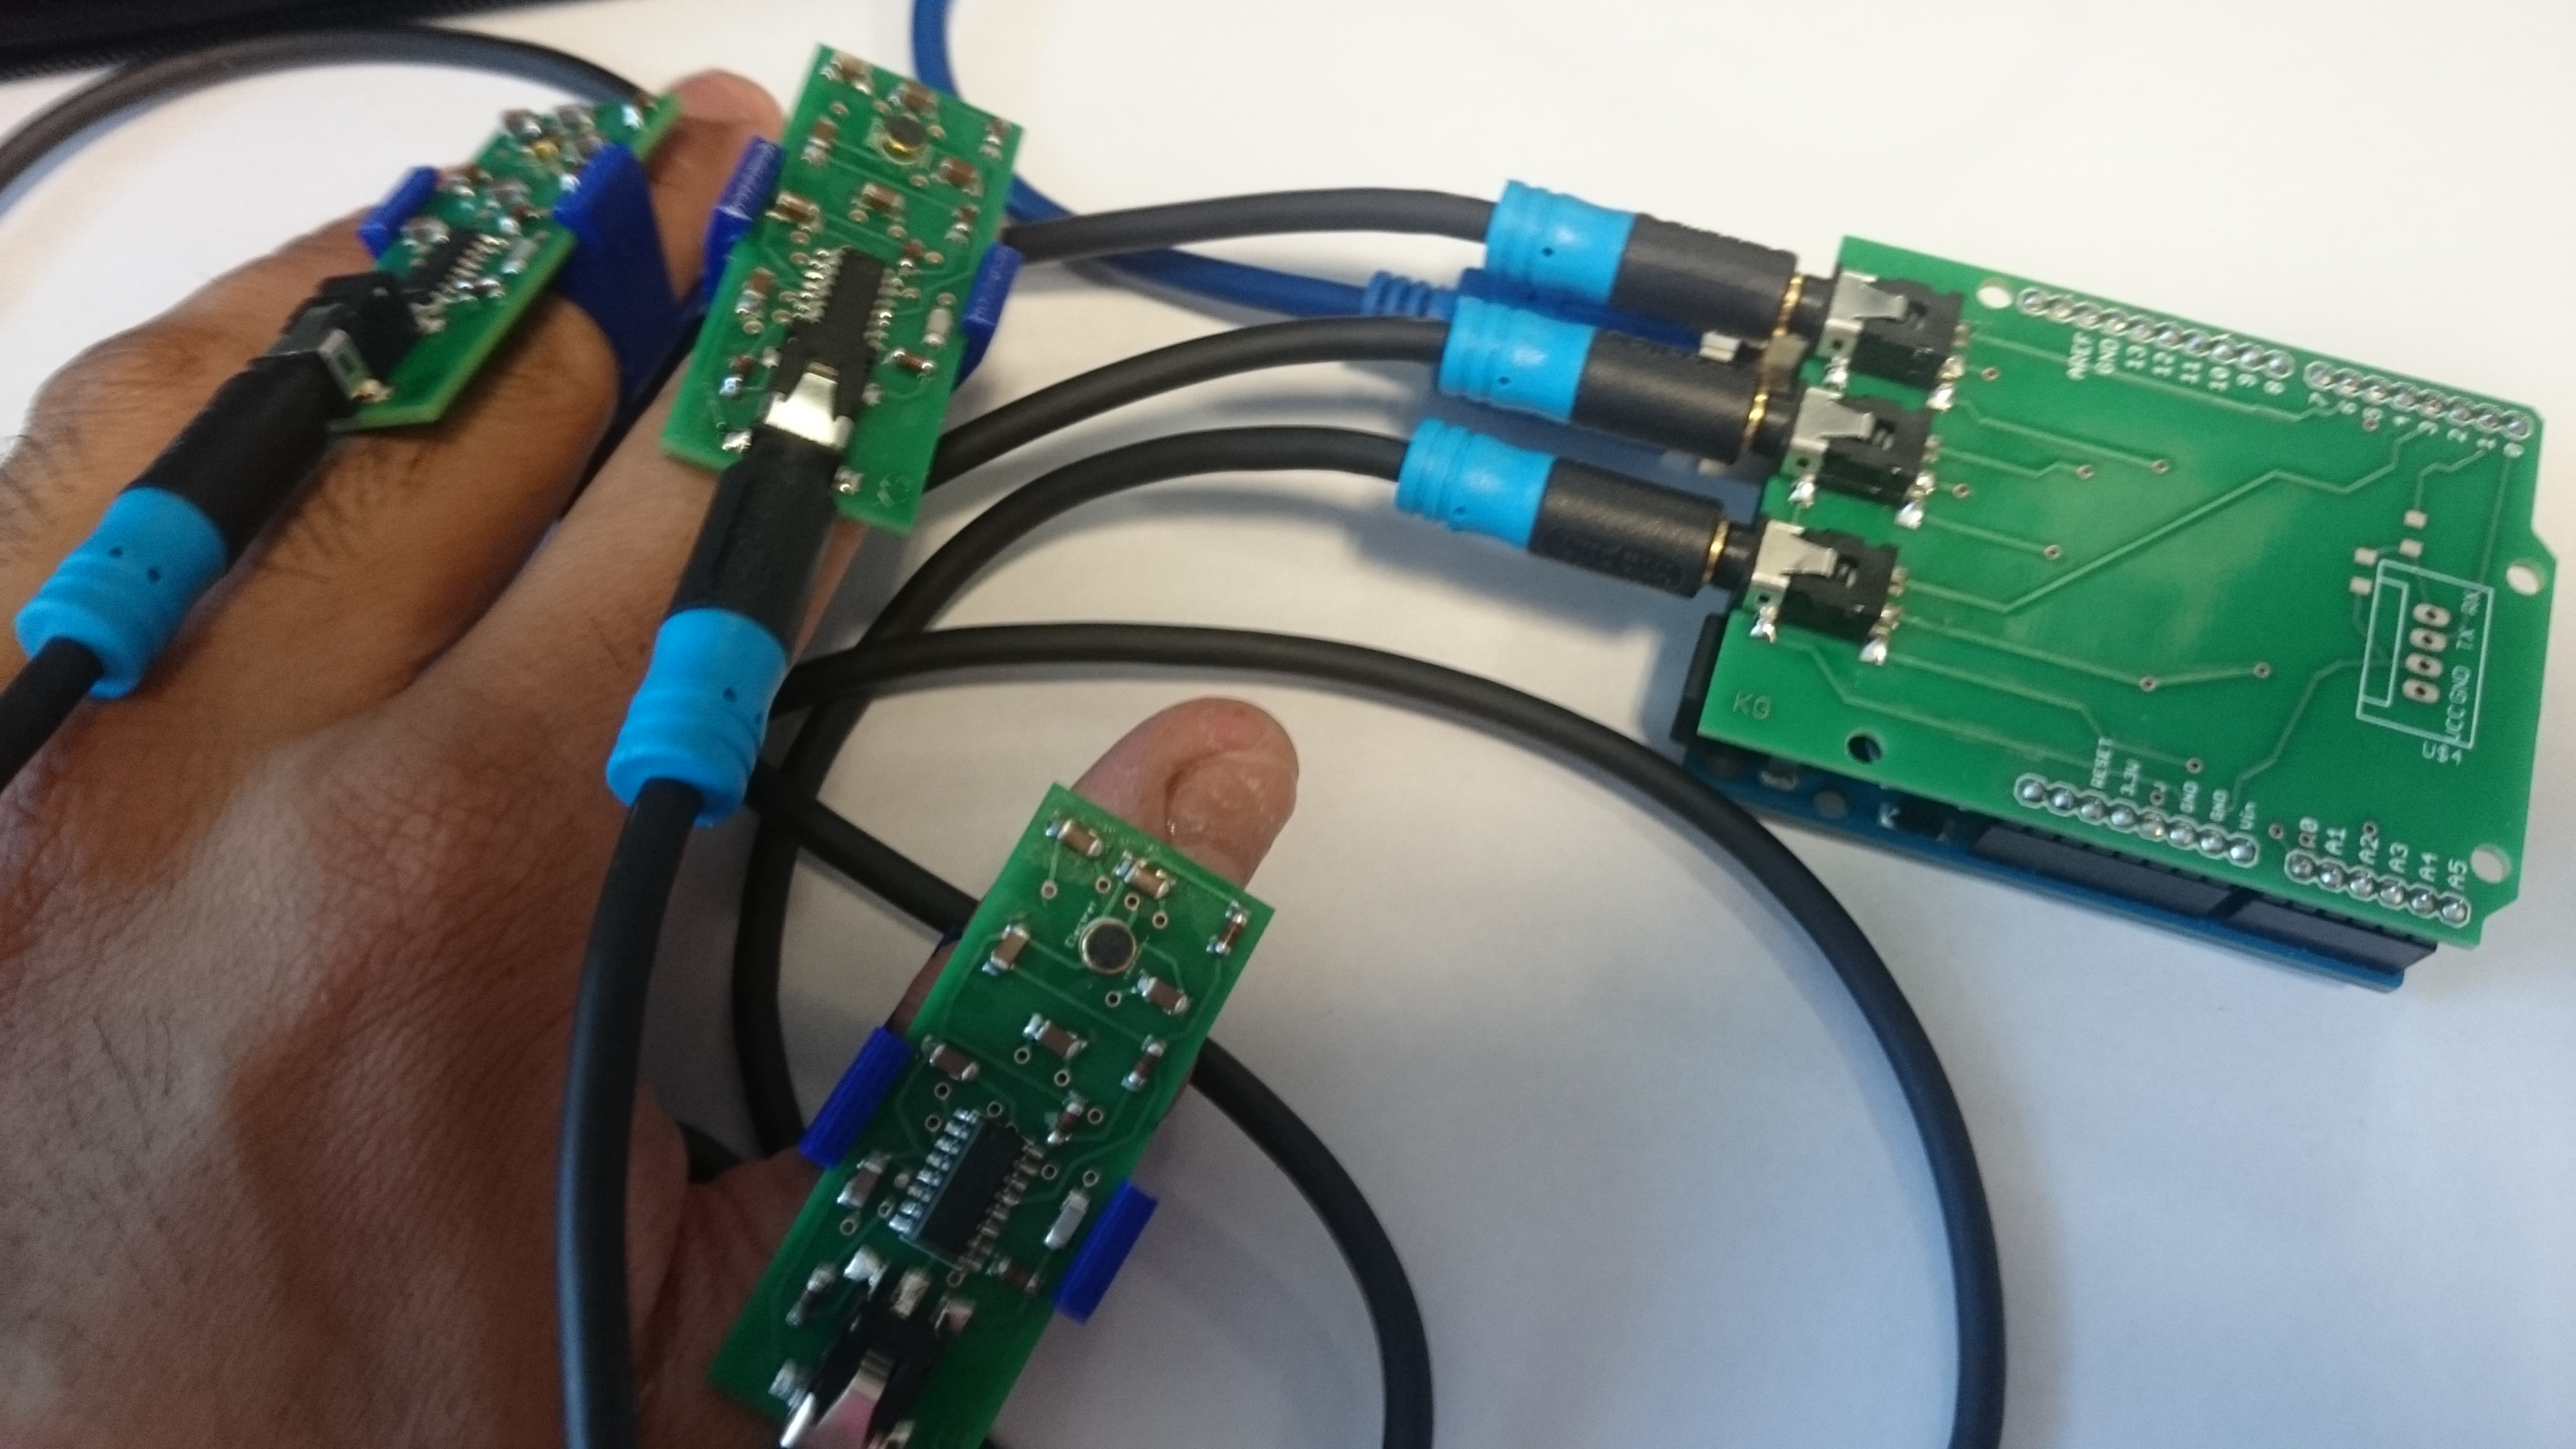 AREF
GND
13
12
11
10
9
8
7
6
5
4
3
2
1
0
KG
RESET
3.3V
GND
GND
Vin
A0
A1
A2
A3
A4
A5
VCC GND TX RX
KG